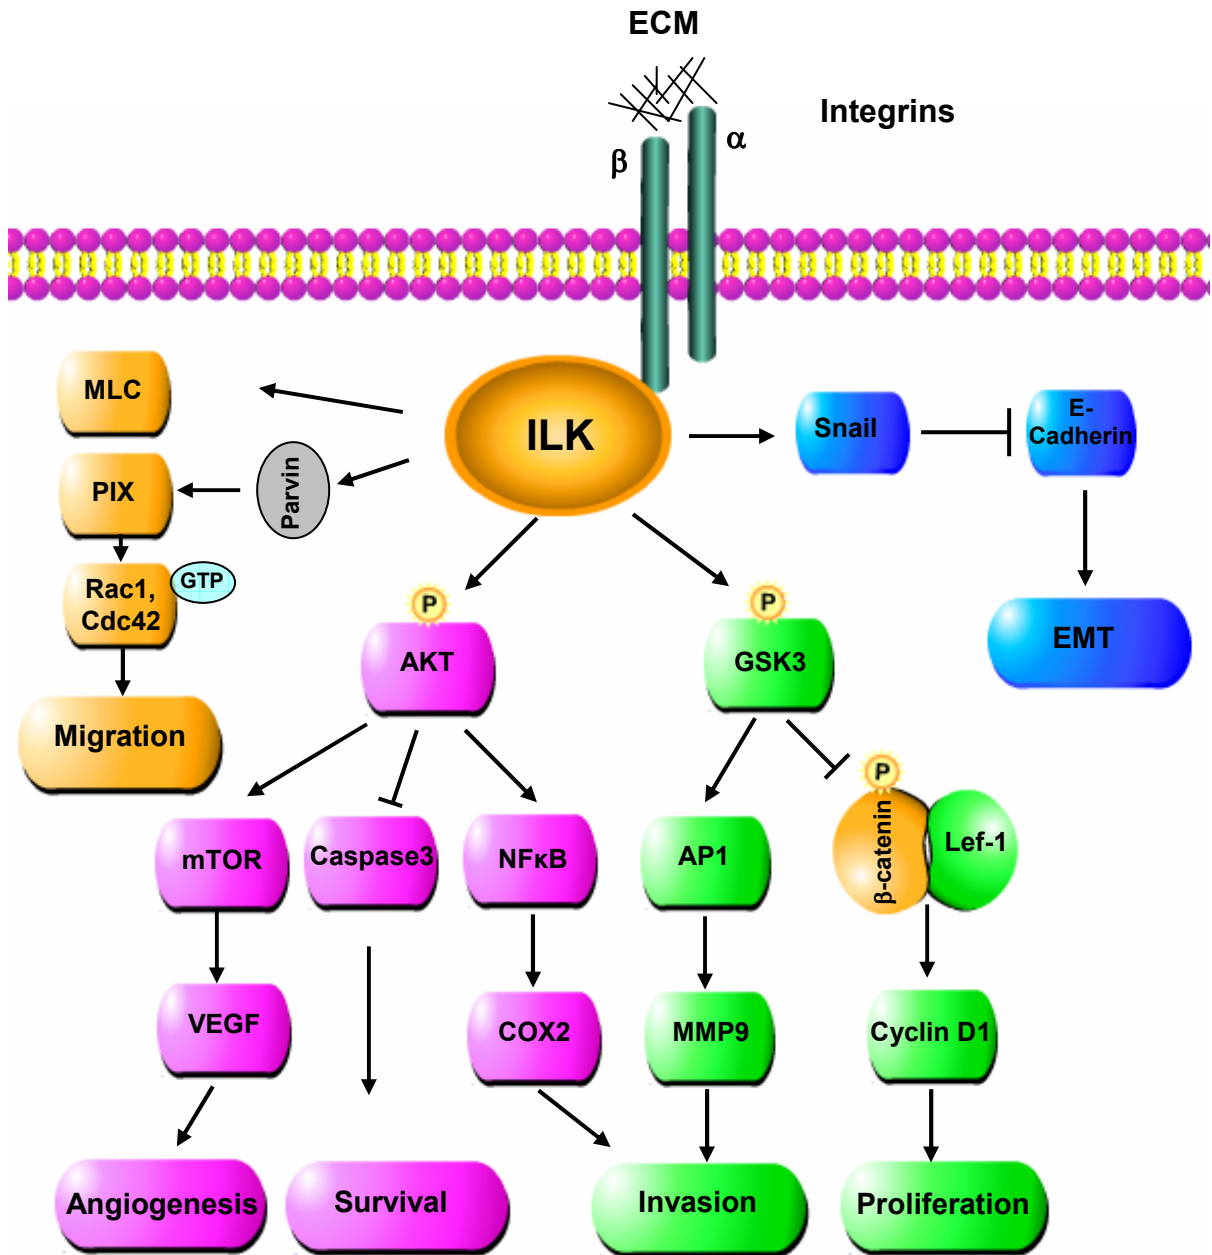 ECM
Integrins
α
β
MLC
ILK
Snail
E-
Cadherin
PIX
Parvin
Rac1,
Cdc42
GTP
P
P
AKT
GSK3
EMT
Migration
P
mTOR
Caspase3
NFκB
AP1
β-catenin
Lef-1
VEGF
COX2
MMP9
Cyclin D1
Angiogenesis
Survival
Invasion
Proliferation